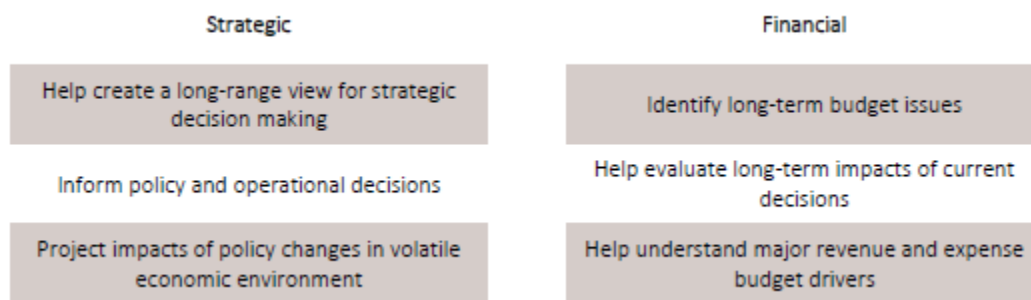 Strategic
Help create a long-range view for strategic
decision making
Inform policy and operational decisions
Project impacts of policy changes in volatile
economic environment
Financial
Identify long-term budget issues
Help evaluate long-term impacts of current
decisions
Help understand major revenue and expense
budget drivers